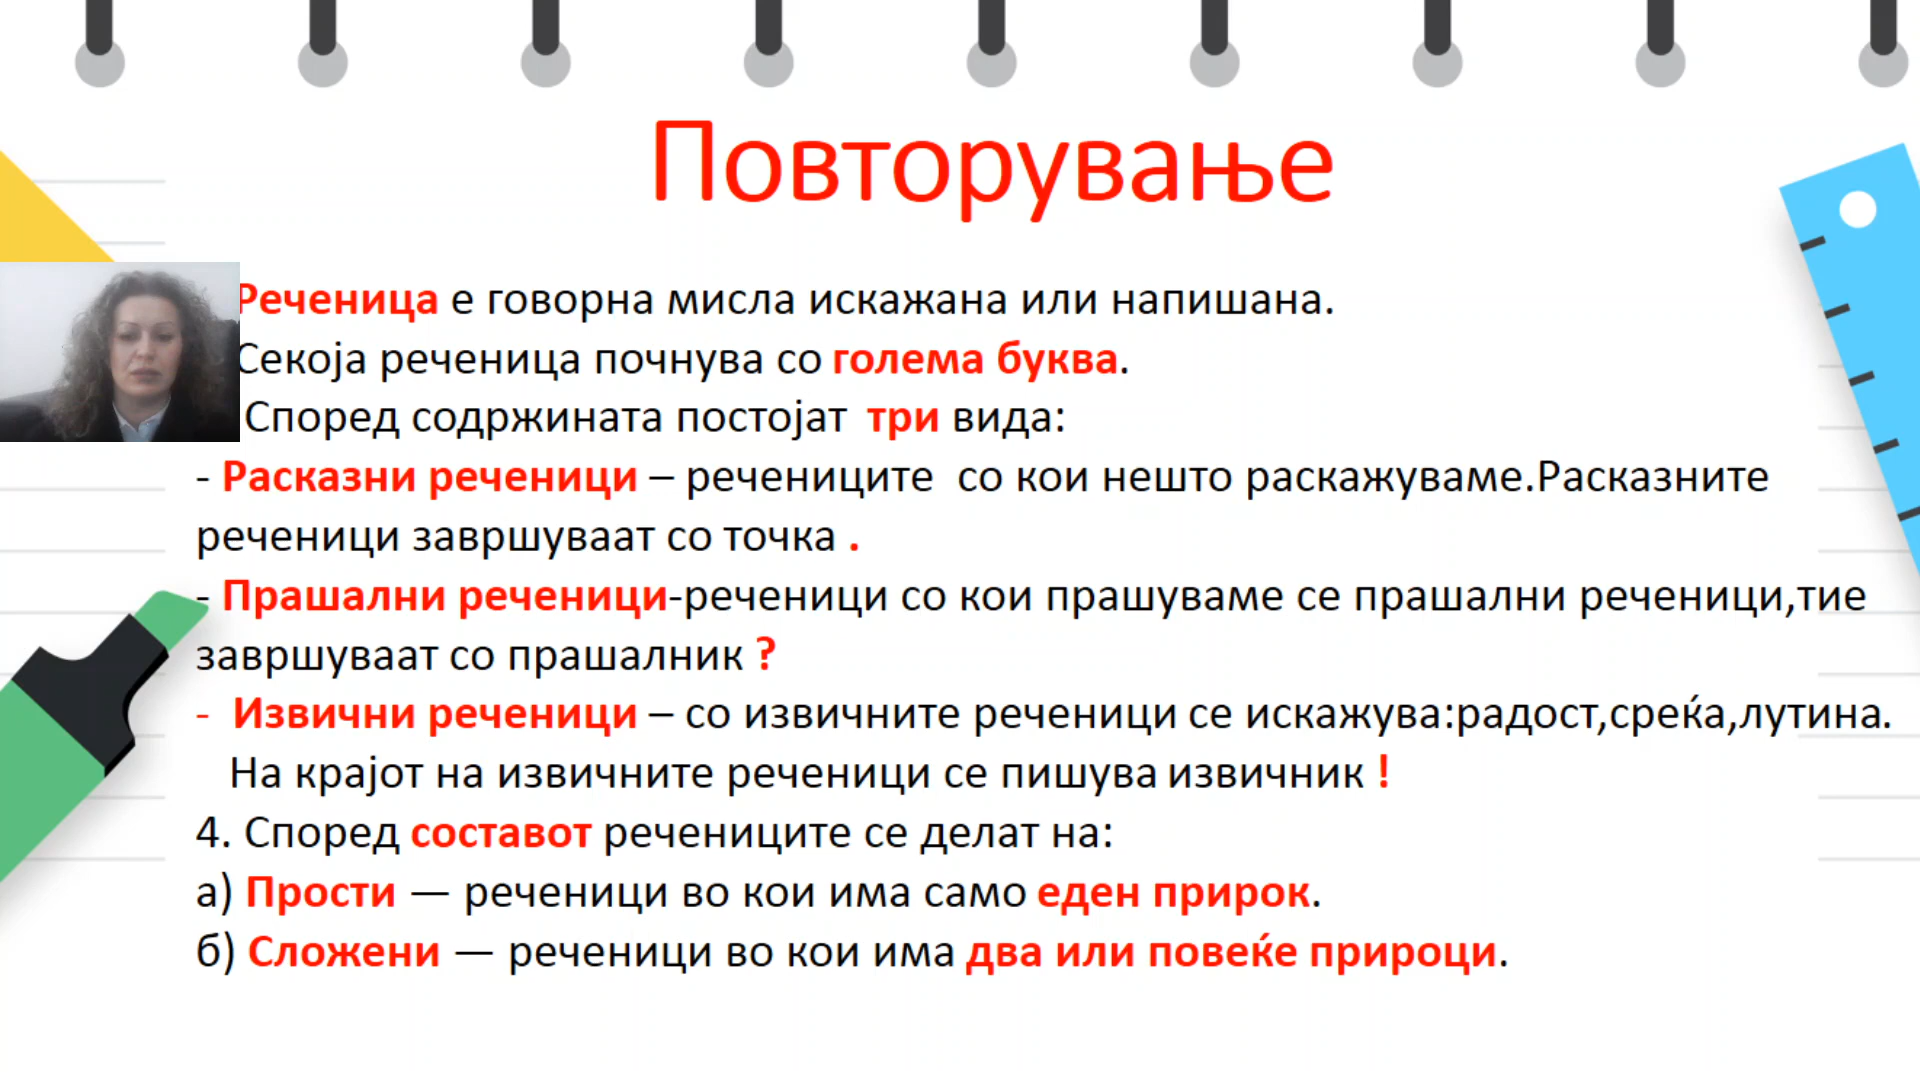 Повторување
Реченица е говорна мисла искажана или напишана.
Секоја реченица почнува со голема буква.
Според содржината постојат три вида:
- Расказни реченици – речениците со кои нешто раскажуваме.Расказните
реченици завршуваат со точка .
- Прашални реченици-реченици со кои прашуваме се прашални реченици,тие
завршуваат со прашалник ?
- Извични реченици – со извичните реченици се искажува:радост,среќа,лутина.
На крајот на извичните реченици се пишува извичник !
4. Според составот речениците се делат на:
а) Прости — реченици во кои има само еден прирок.
б) Сложени — реченици во кои има два или повеќе прироци.